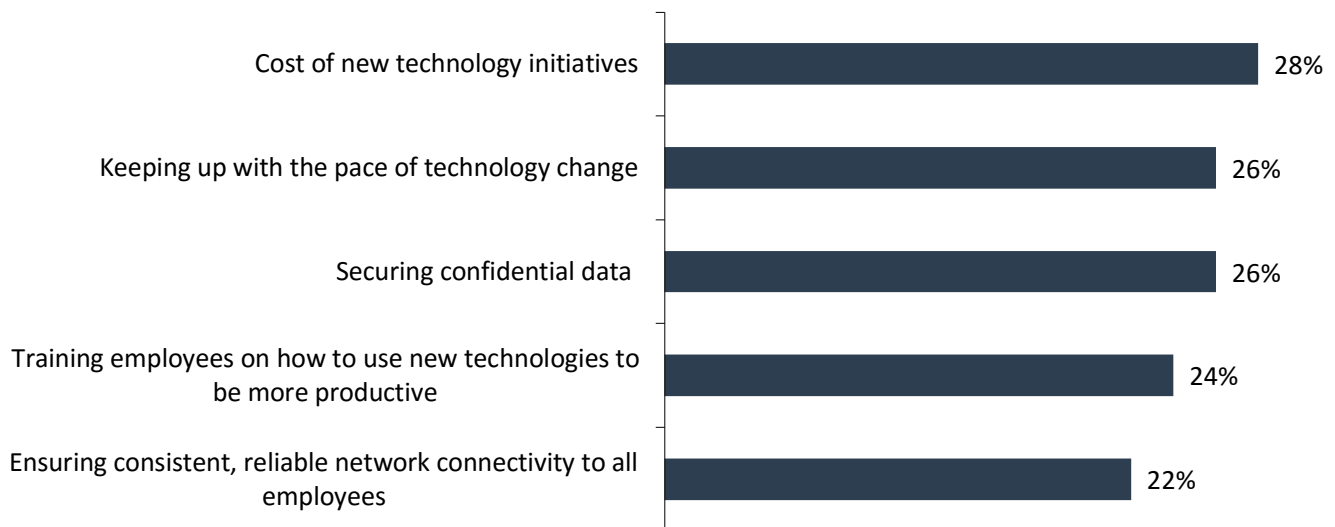 Cost of new technology initiatives
28%
Keeping up with the pace of technology change
26%
Securing confidential data
26%
Training employees on how to use new technologies to
be more productive
24%
Ensuring consistent, reliable network connectivity to all
employees
22%